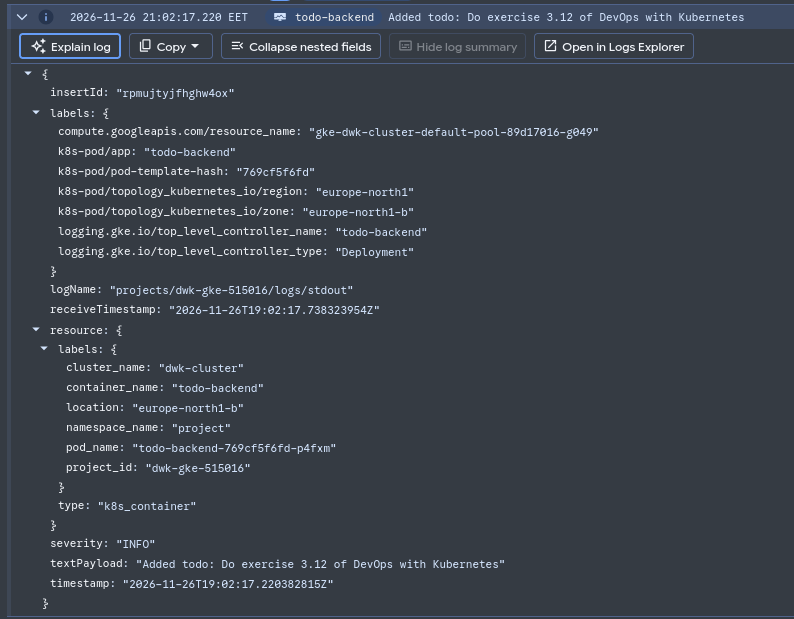 2026-11-26 21:02:17.220 EET todo-backend Added todo: Do exercise 3.12 of DevOps with Kubernetes
Explain log Copy Collapse nested fields Hide log summary Open in Logs Explorer
{
insertId: "rpmujtyjfhghw4ox"
labels: {
compute.googleapis.com/resource_name: "gke-dwk-cluster-default-pool-89d17016-g049"
k8s-pod/app: "todo-backend"
k8s-pod/pod-template-hash: "769cf5f6fd"
k8s-pod/topology_kubernetes_io/region: "europe-north1"
k8s-pod/topology_kubernetes_io/zone: "europe-north1-b"
logging.gke.io/top_level_controller_name: "todo-backend"
logging.gke.io/top_level_controller_type: "Deployment"
}
logName: "projects/dwk-gke-515016/logs/stdout"
receiveTimestamp: "2026-11-26T19:02:17.738323954Z"
resource: {
labels: {
cluster_name: "dwk-cluster"
container_name: "todo-backend"
location: "europe-north1-b"
namespace_name: "project"
pod_name: "todo-backend-769cf5f6fd-p4fxm"
project_id: "dwk-gke-515016"
}
type: "k8s_container"
}
severity: "INFO"
textPayload: "Added todo: Do exercise 3.12 of DevOps with Kubernetes"
timestamp: "2026-11-26T19:02:17.220382815Z"
}